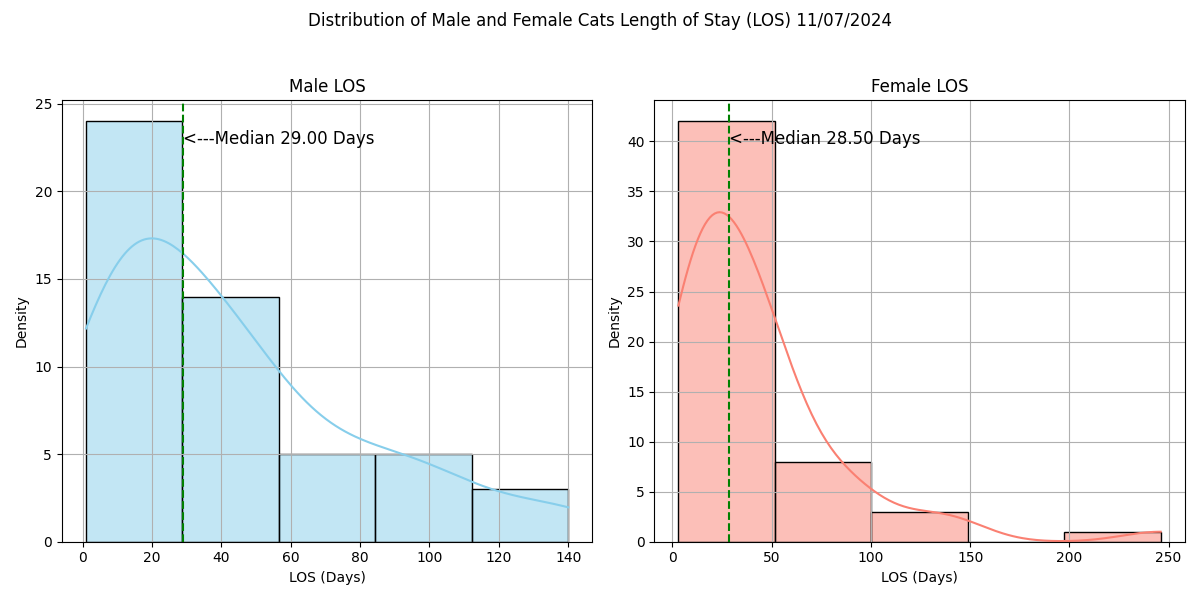 Distribution of Male and Female Cats Length of Stay (LOS) 11/07/2024
Male LOS
25
20
15
10
5
0
Density
<---Median 29.00 Days
0 20 40 60 80 100 120 140
LOS (Days)
Female LOS
40
35
30
25
20
15
10
5
0
Density
<---Median 28.50 Days
0 50 100 150 200 250
LOS (Days)